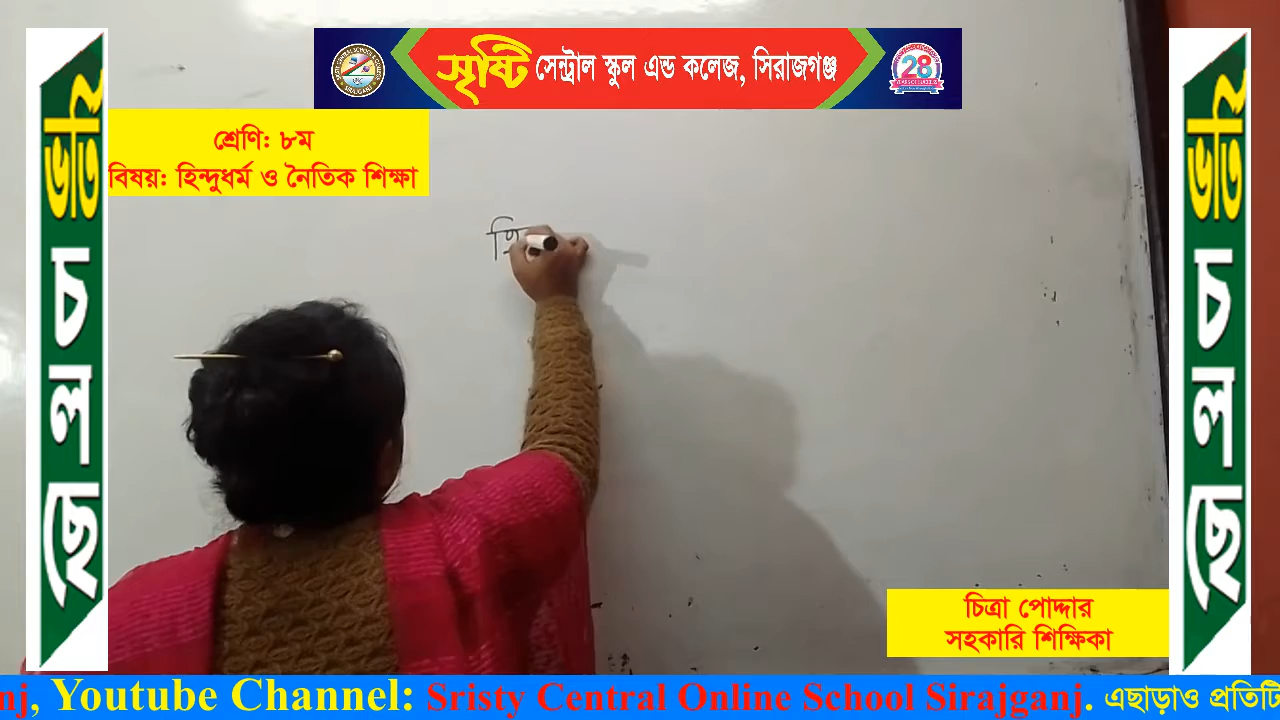 সৃষ্টি সেন্ট্রাল স্কুল এন্ড কলেজ, সিরাজগঞ্জ
28
শ্রেণি: ৮ম
বিষয়: হিন্দুধর্ম ও নৈতিক শিক্ষা
ভর্তি চলছে
ভর্তি চলছে
চিত্রা পোদ্দার
সহকারি শিক্ষিকা
nj, Youtube Channel: Sristy Central Online School Sirajganj. এছাড়াও প্রতিটি